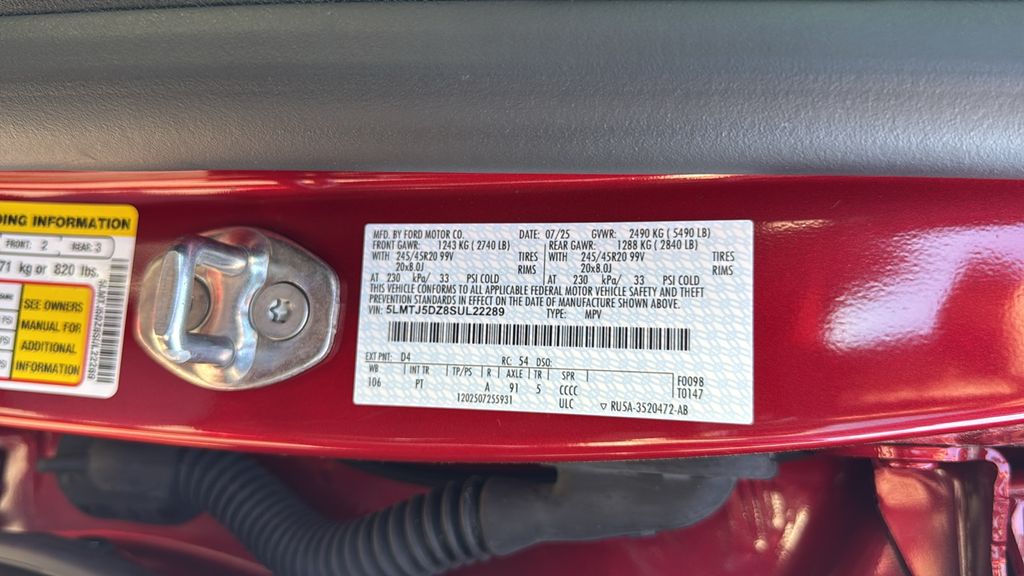 DING INFORMATION
FRONT: 2 REAR: 3
71 kg or 820 lbs.
SEE OWNERS
MANUAL FOR
ADDITIONAL
INFORMATION
MFD. BY FORD MOTOR CO. DATE: 07/25 GVWR: 2490 KG ( 5490 LB)
FRONT GAWR: 1243 KG ( 2740 LB) REAR GAWR: 1288 KG ( 2840 LB)
WITH 245/45R20 99V TIRES WITH 245/45R20 99V TIRES
20x8.0J RIMS 20x8.0J RIMS
AT 230 kPa/ 33 PSI COLD AT 230 kPa/ 33 PSI COLD
THIS VEHICLE CONFORMS TO ALL APPLICABLE FEDERAL MOTOR VEHICLE SAFETY AND THEFT
PREVENTION STANDARDS IN EFFECT ON THE DATE OF MANUFACTURE SHOWN ABOVE.
VIN: 5LMTJ5DZ8SUL22289 TYPE: MPV
EXT PNT: D4 RC: 54 DSO:
WB INT TR TP/PS R AXLE TR SPR
106 PT A 91 5 CCCC F0098
1202507255931 ULC T0147
▽ RU5A-3520472-AB